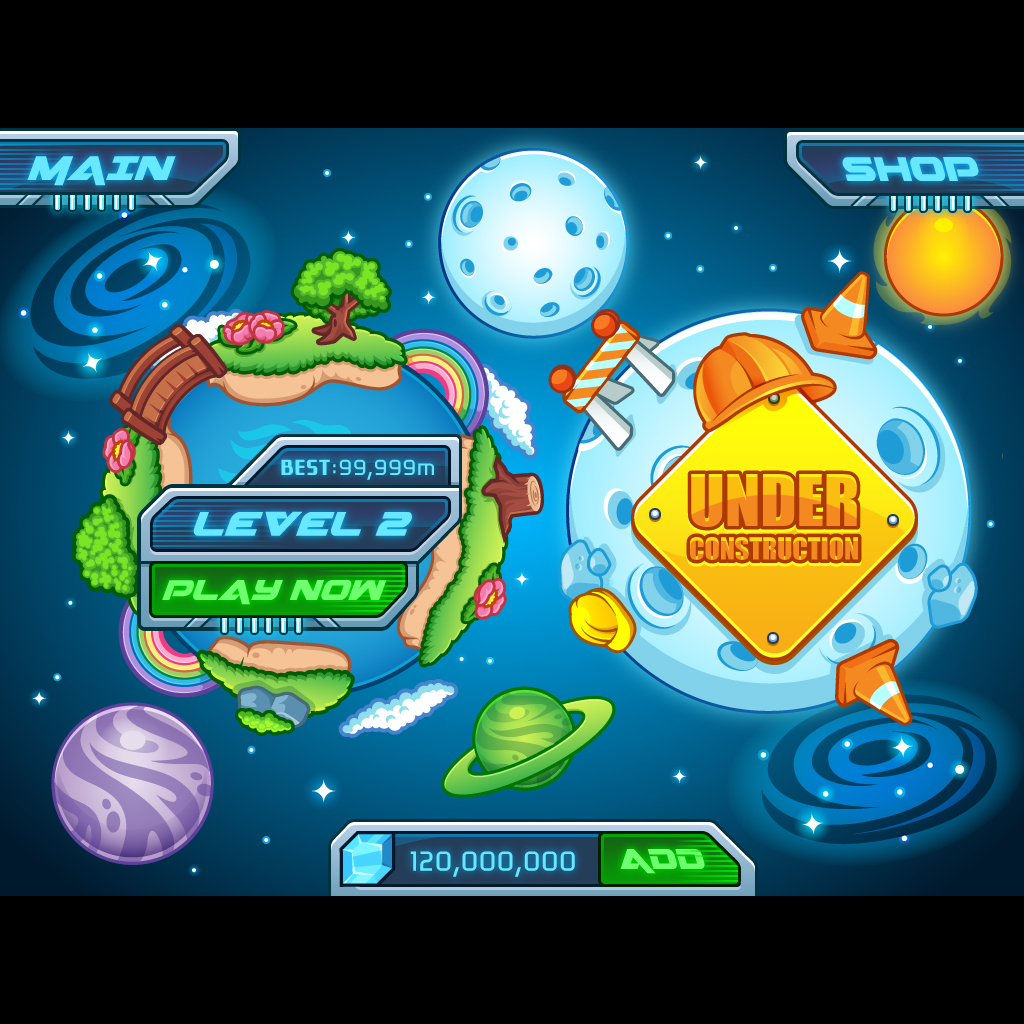 MAIN
SHOP
BEST:99,999m
LEVEL 2
PLAY NOW
UNDER
CONSTRUCTION
120,000,000
ADD